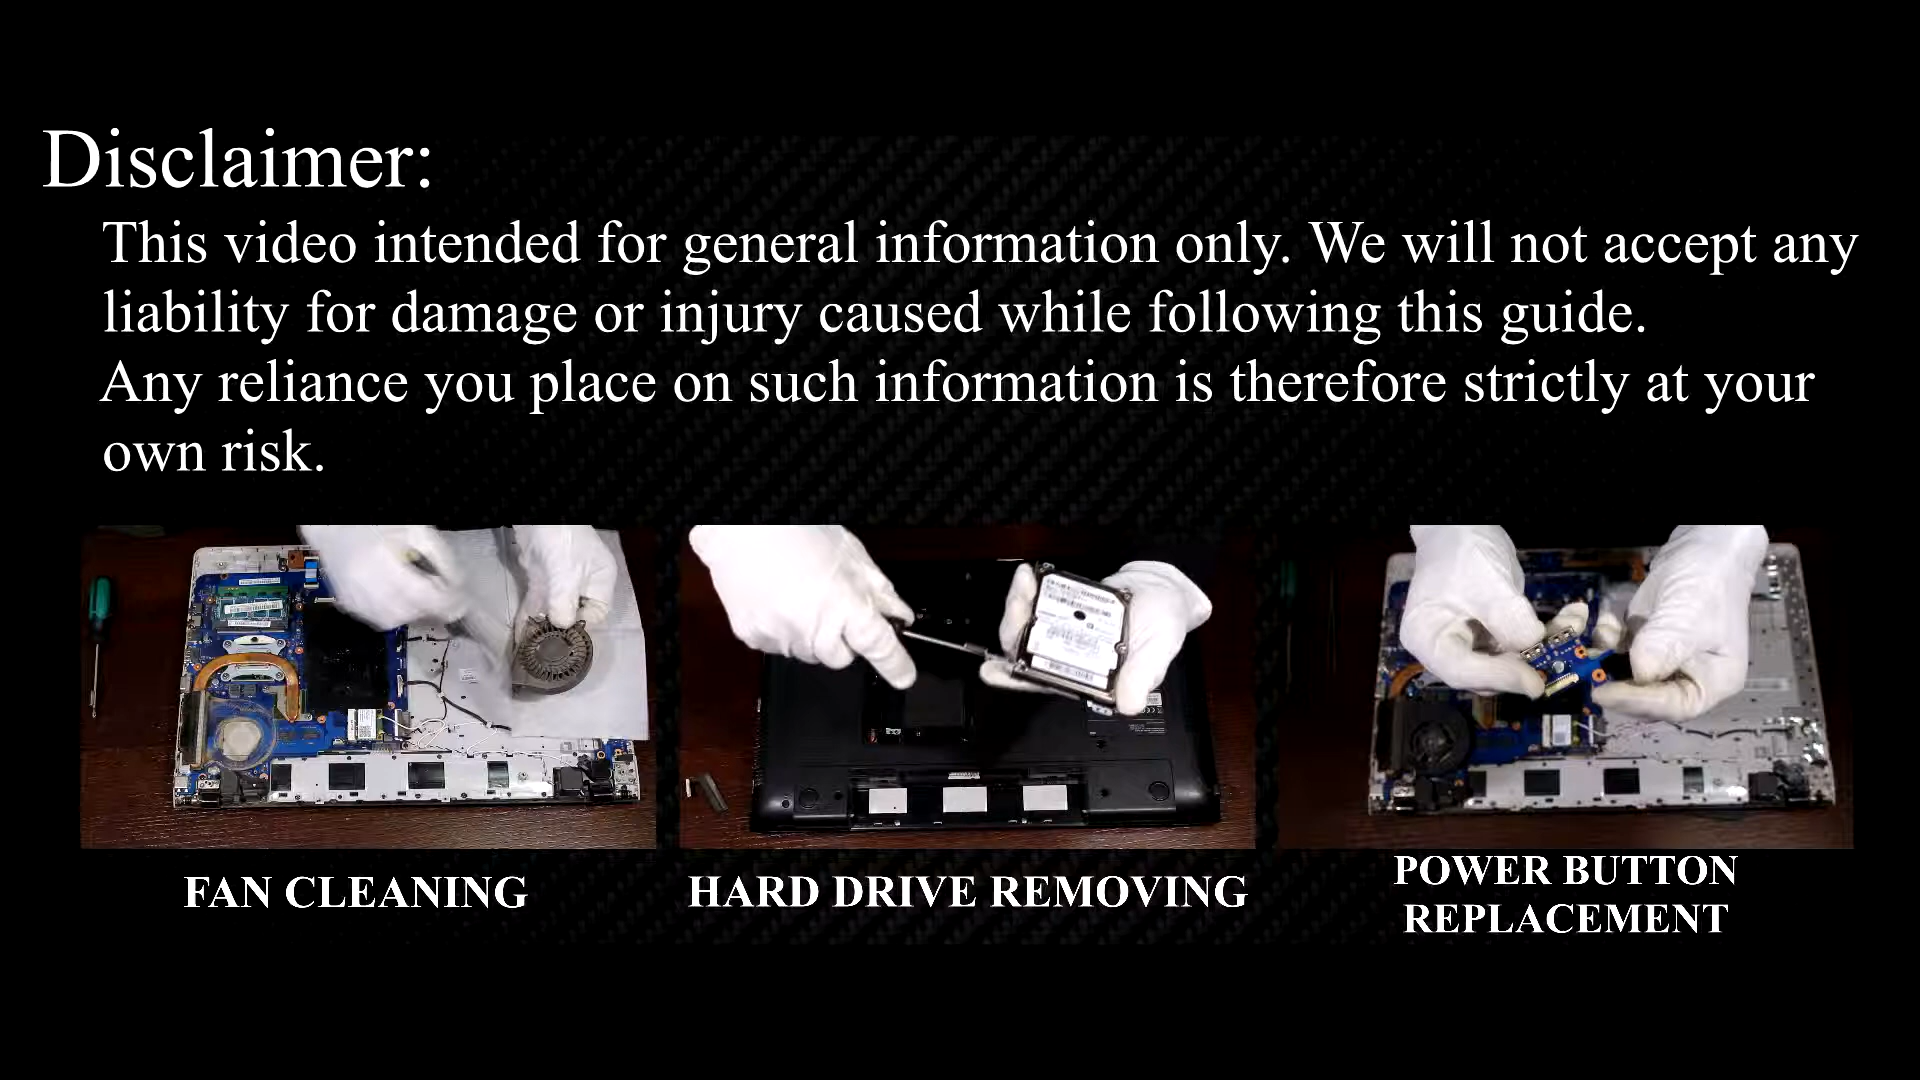 Disclaimer:
This video intended for general information only. We will not accept any
liability for damage or injury caused while following this guide.
Any reliance you place on such information is therefore strictly at your
own risk.
FAN CLEANING
HARD DRIVE REMOVING
POWER BUTTON
REPLACEMENT